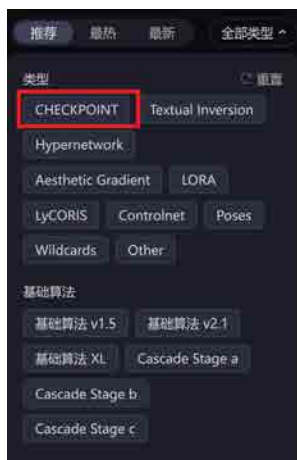 推荐 最热 最新 全部类型
类型 重置
CHECKPOINT Textual Inversion
Hypernetwork
Aesthetic Gradient LORA
LyCORIS Controlnet Poses
Wildcards Other
基础算法
基础算法 v1.5 基础算法 v2.1
基础算法 XL Cascade Stage a
Cascade Stage b
Cascade Stage c